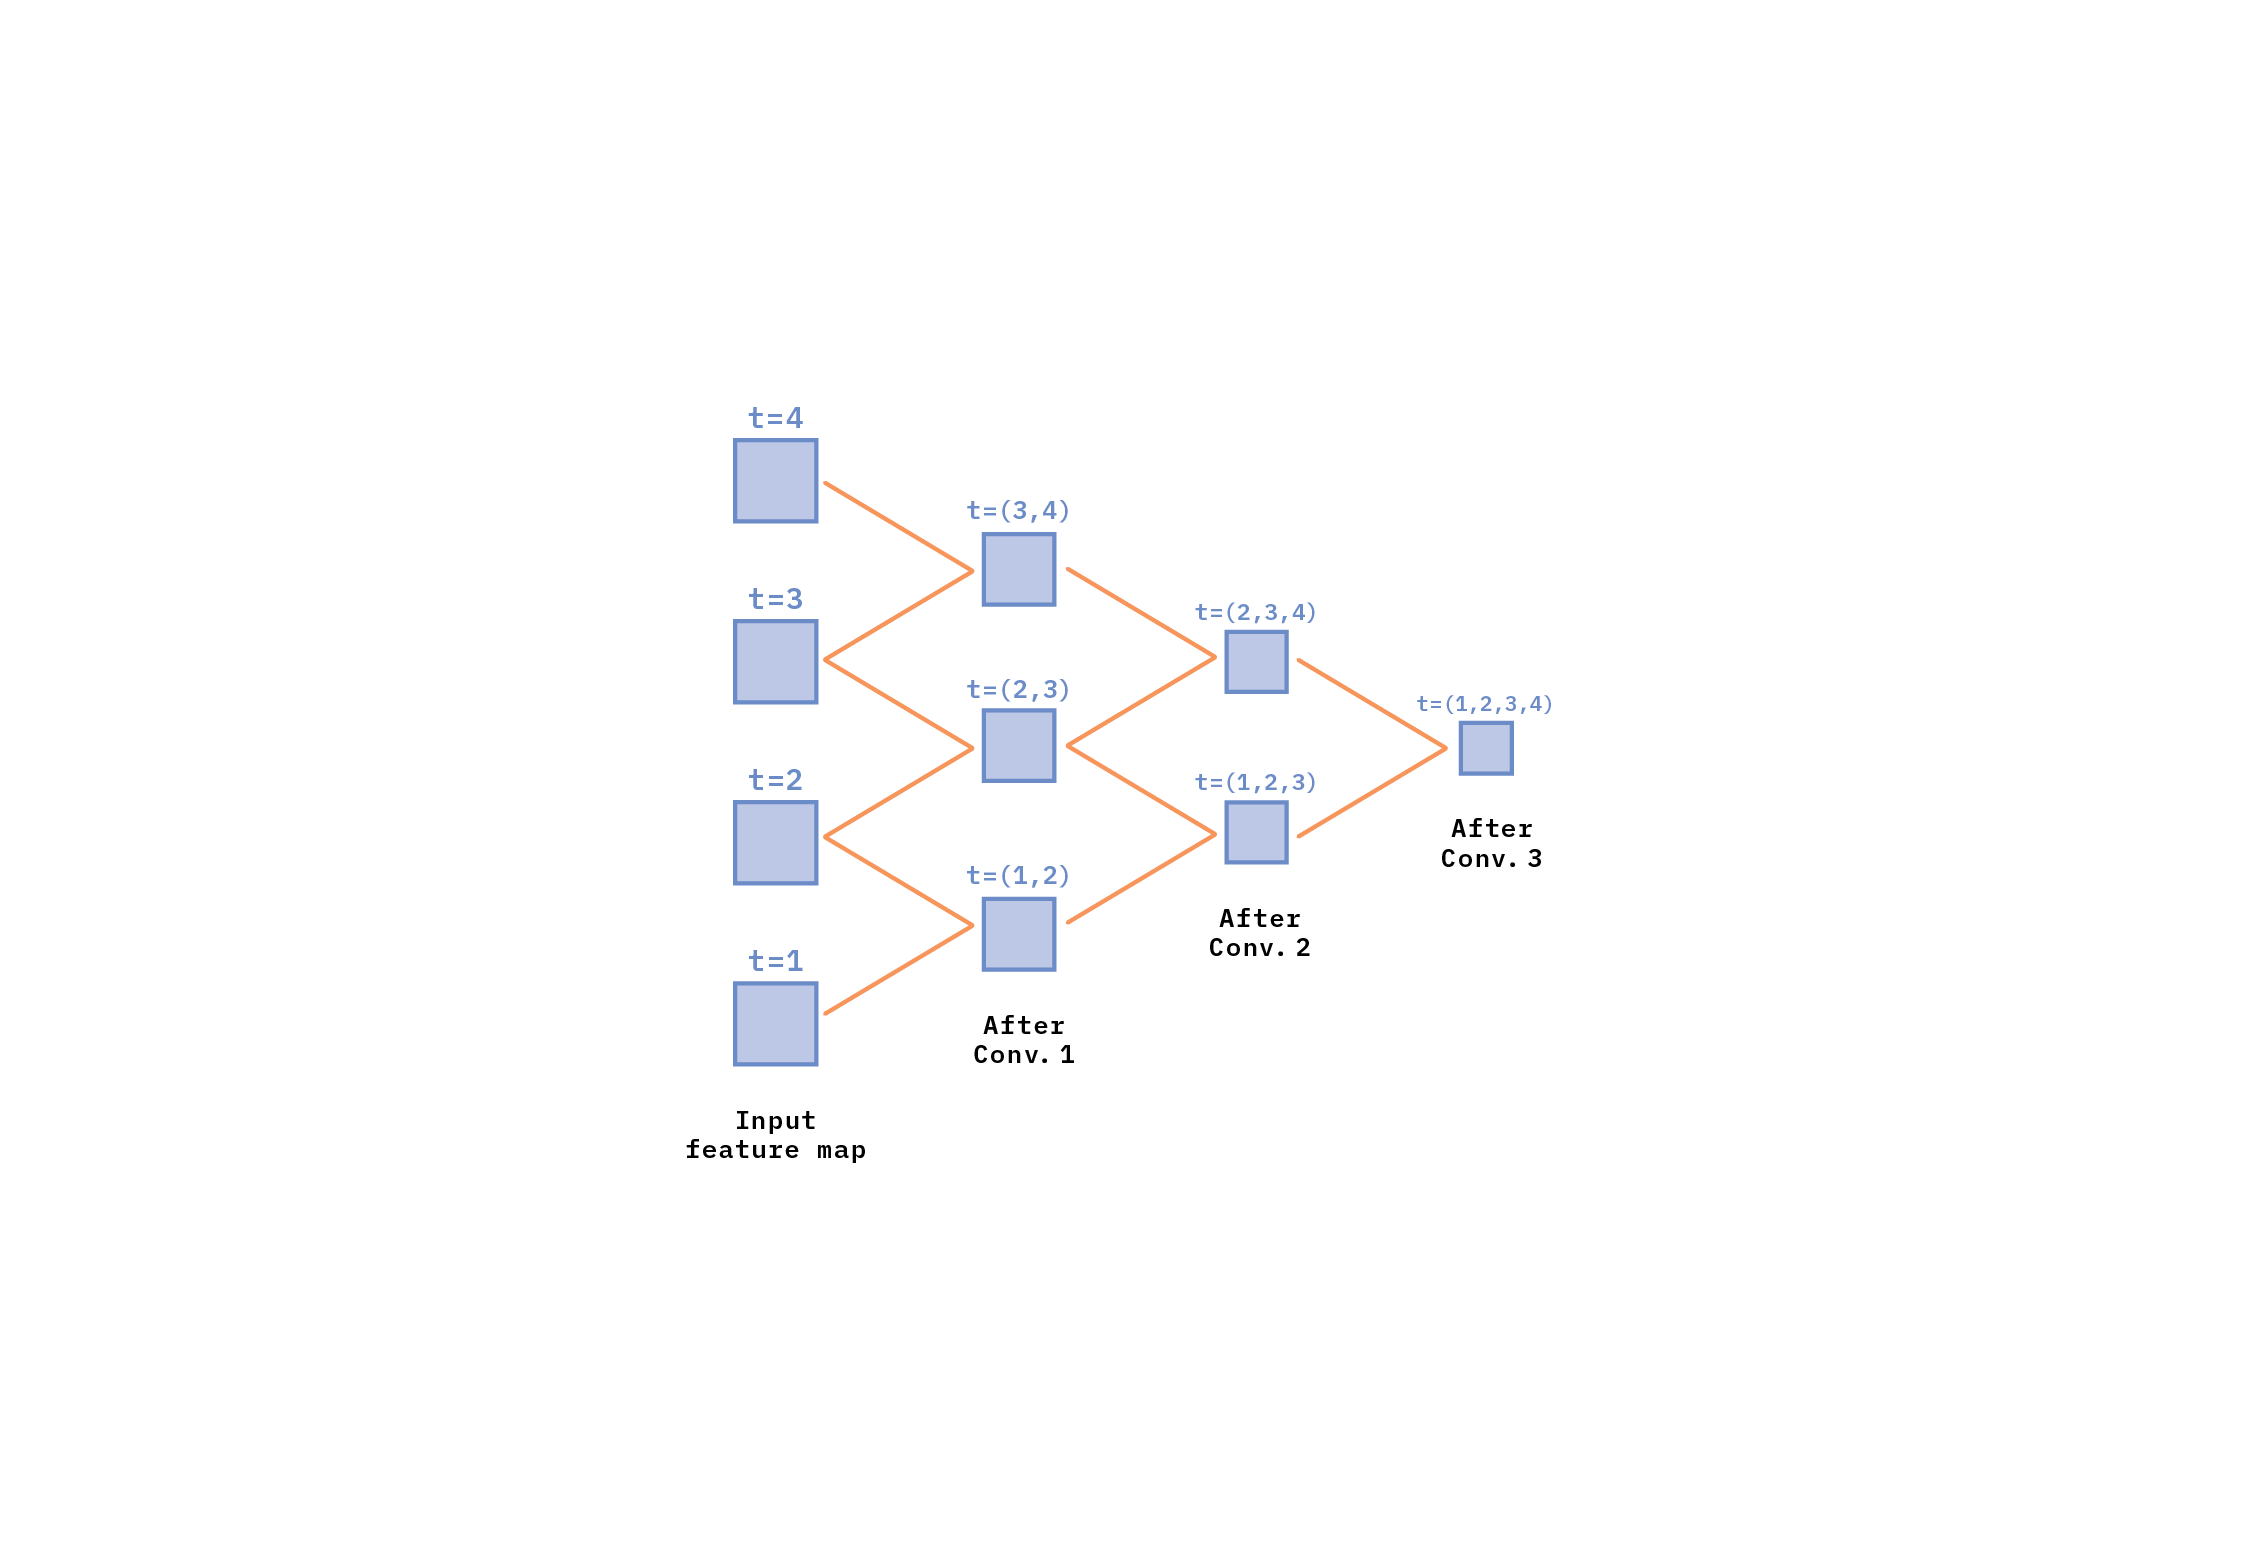 t=4
t=3
t=2
t=1
Input
feature map
t=(3,4)
t=(2,3)
t=(1,2)
After
Conv.1
t=(2,3,4)
t=(1,2,3)
After
Conv.2
t=(1,2,3,4)
After
Conv.3